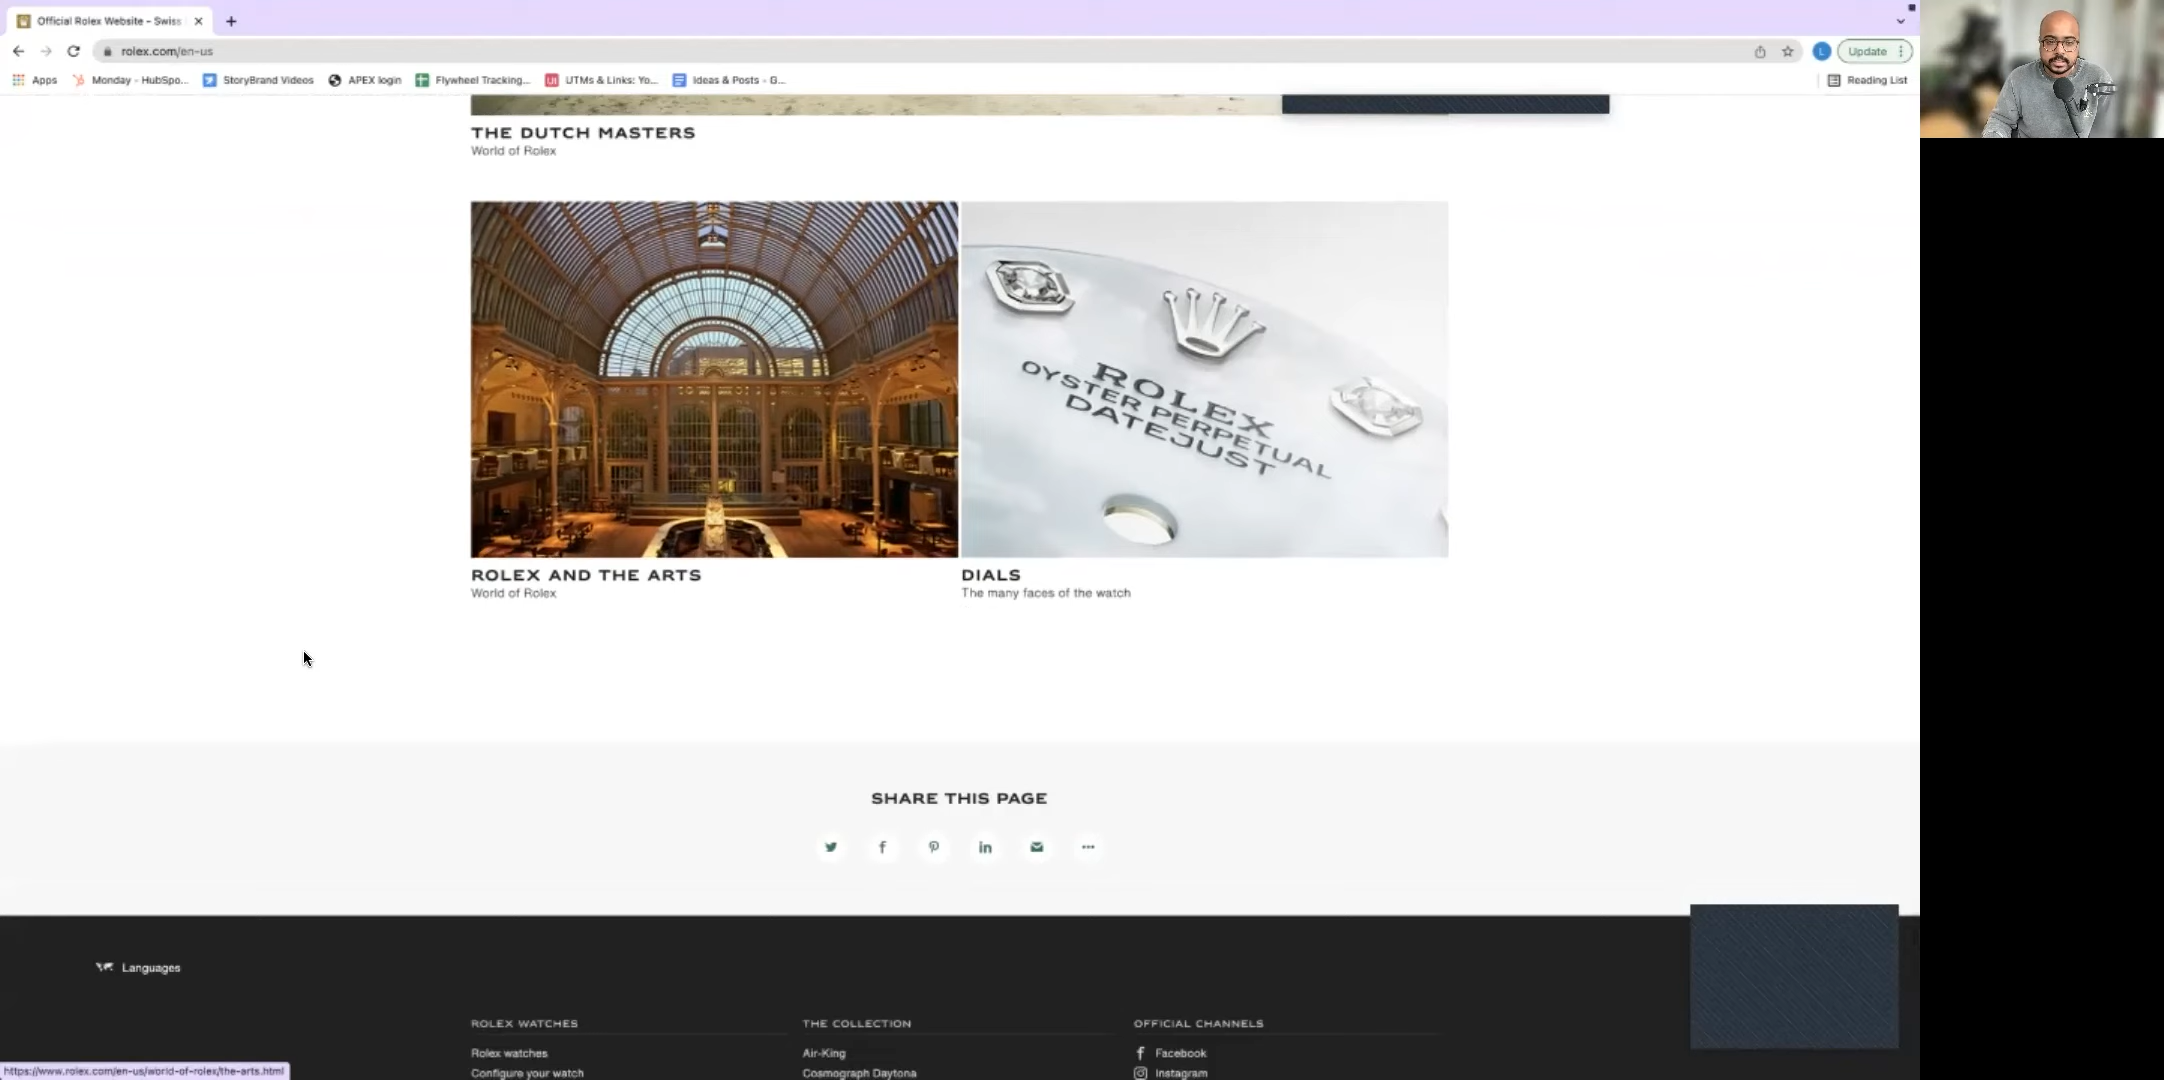 Official Rolex Website - Swiss
rolex.com/en-us
Update
Apps
Monday - HubSpo...
StoryBrand Videos
APEX login
Flywheel Tracking...
UTMs & Links: Yo...
Ideas & Posts - G...
Reading List
THE DUTCH MASTERS
World of Rolex
ROLEX
OYSTER PERPETUAL
DATEJUST
ROLEX AND THE ARTS
World of Rolex
DIALS
The many faces of the watch
SHARE THIS PAGE
Languages
ROLEX WATCHES
THE COLLECTION
OFFICIAL CHANNELS
Rolex watches
Air-King
Facebook
Configure your watch
Cosmograph Daytona
Instagram
https://www.rolex.com/en-us/world-of-rolex/the-arts.html